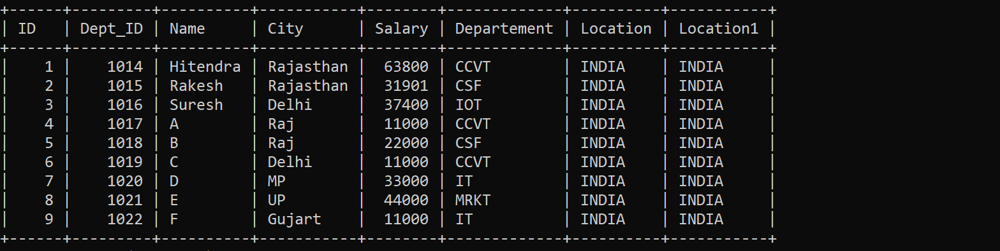 +------+---------+----------+-----------+--------+-------------+----------+-----------+
| ID   | Dept_ID | Name     | City      | Salary | Departement | Location | Location1 |
+------+---------+----------+-----------+--------+-------------+----------+-----------+
|    1 |    1014 | Hitendra | Rajasthan |  63800 | CCVT        | INDIA    | INDIA     |
|    2 |    1015 | Rakesh   | Rajasthan |  31901 | CSF         | INDIA    | INDIA     |
|    3 |    1016 | Suresh   | Delhi     |  37400 | IOT         | INDIA    | INDIA     |
|    4 |    1017 | A        | Raj       |  11000 | CCVT        | INDIA    | INDIA     |
|    5 |    1018 | B        | Raj       |  22000 | CSF         | INDIA    | INDIA     |
|    6 |    1019 | C        | Delhi     |  11000 | CCVT        | INDIA    | INDIA     |
|    7 |    1020 | D        | MP        |  33000 | IT          | INDIA    | INDIA     |
|    8 |    1021 | E        | UP        |  44000 | MRKT        | INDIA    | INDIA     |
|    9 |    1022 | F        | Gujart    |  11000 | IT          | INDIA    | INDIA     |
+------+---------+----------+-----------+--------+-------------+----------+-----------+